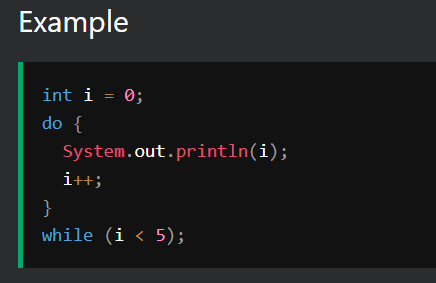 Example
int i = 0;
do {
  System.out.println(i);
  i++;
}
while (i < 5);